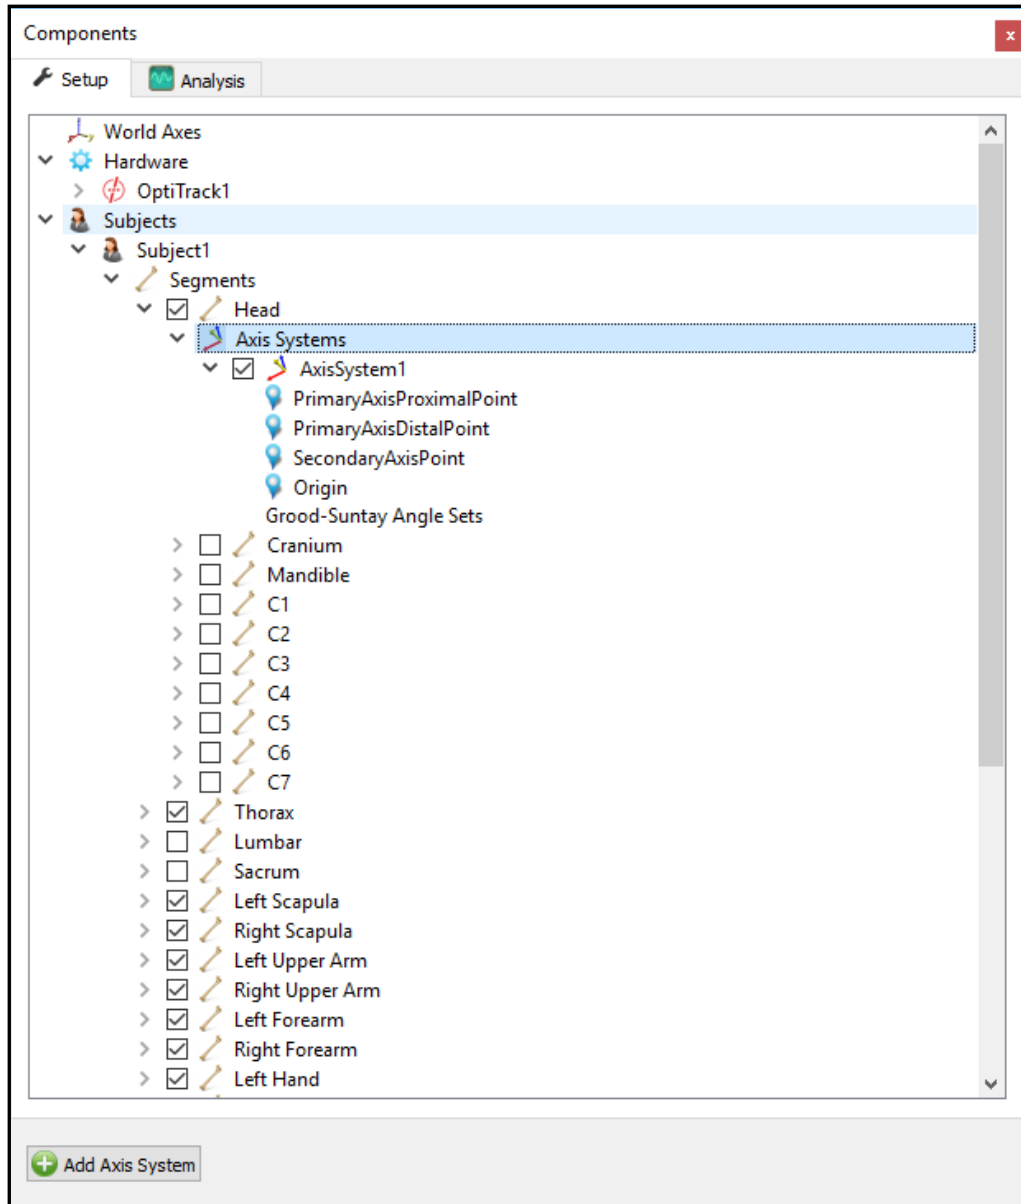 Components
x
Setup
Analysis
World Axes
Hardware
OptiTrack1
Subjects
Subject1
Segments
Head
Axis Systems
AxisSystem1
PrimaryAxisProximalPoint
PrimaryAxisDistalPoint
SecondaryAxisPoint
Origin
Grood-Suntay Angle Sets
Cranium
Mandible
C1
C2
C3
C4
C5
C6
C7
Thorax
Lumbar
Sacrum
Left Scapula
Right Scapula
Left Upper Arm
Right Upper Arm
Left Forearm
Right Forearm
Left Hand
Add Axis System